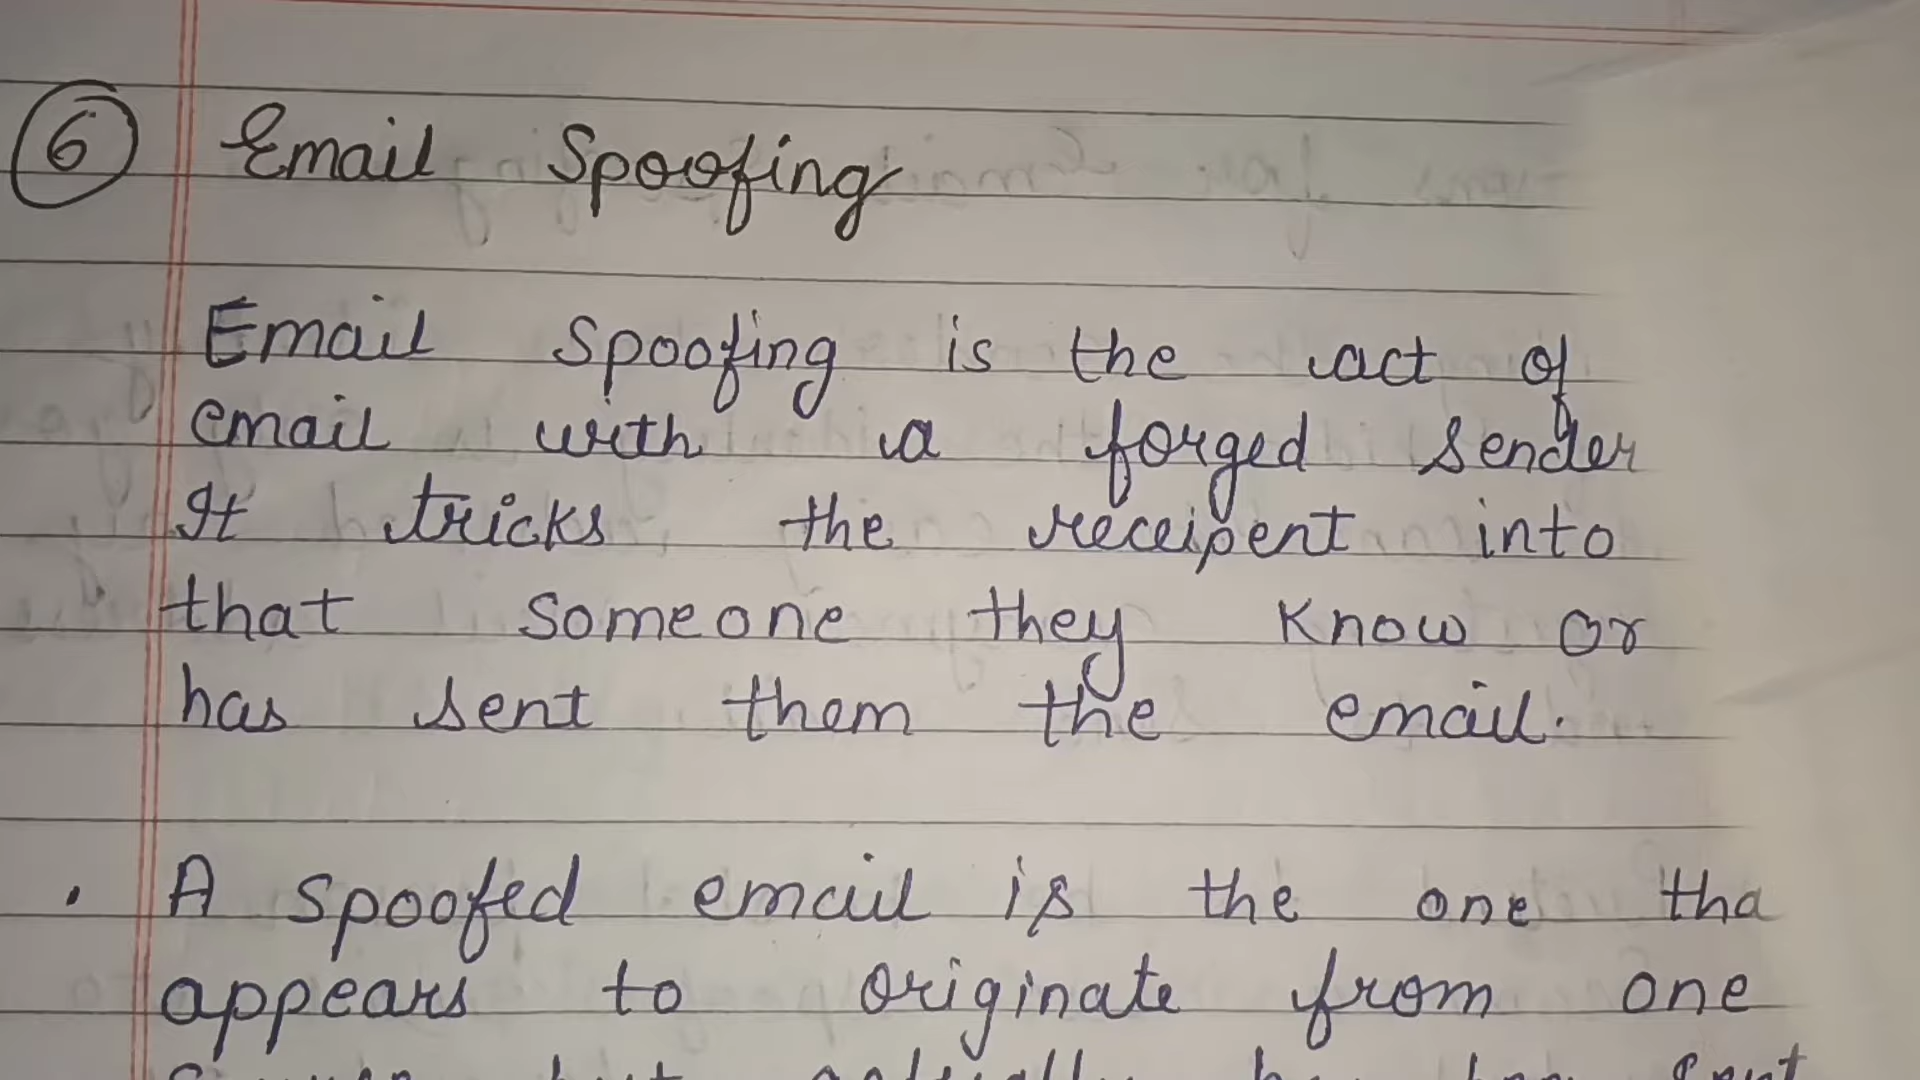 6 Email Spoofing
Email Spoofing is the act of
email with a forged sender
It tricks the receipent into
that someone they know or
has sent them the email.
. A spoofed email is the one tha
appears to originate from one